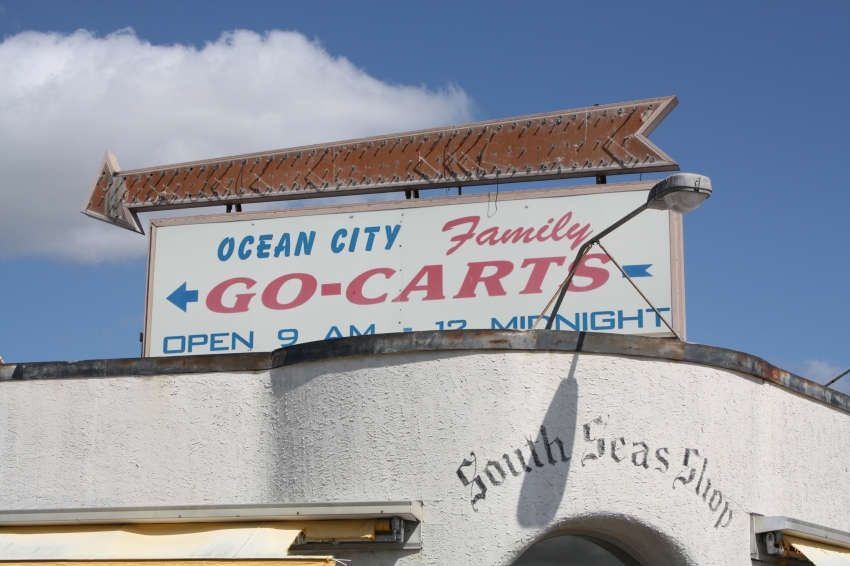 OCEAN CITY Family
GO-CARTS
OPEN 9 AM - 12 MIDNIGHT
South Seas Shop